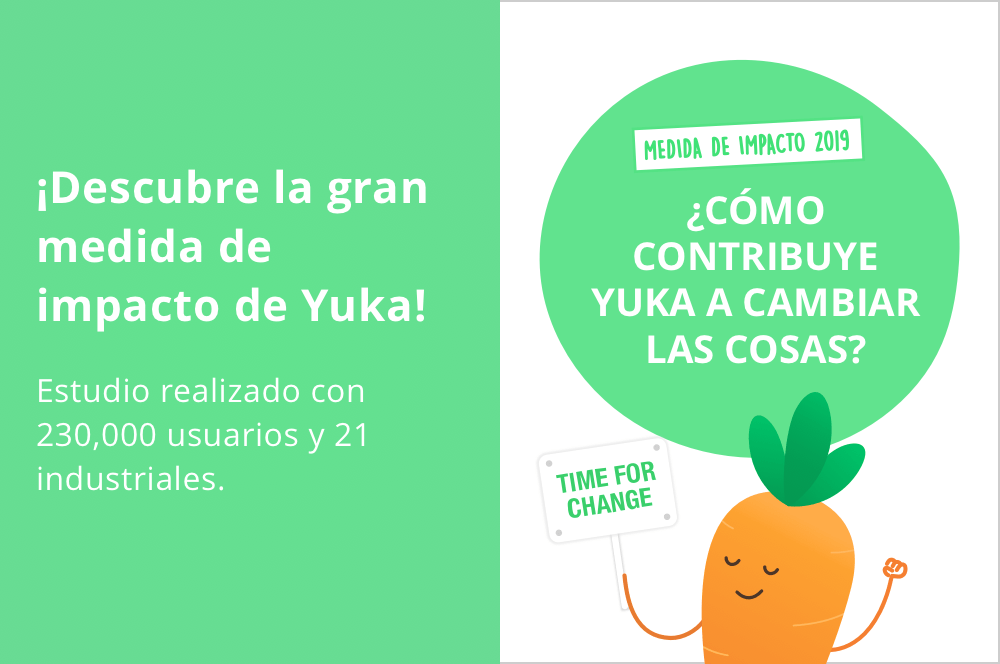 ¡Descubre la gran
medida de
impacto de Yuka!
Estudio realizado con
230,000 usuarios y 21
industriales.
MEDIDA DE IMPACTO 2019
¿CÓMO
CONTRIBUYE
YUKA A CAMBIAR
LAS COSAS?
TIME FOR
CHANGE